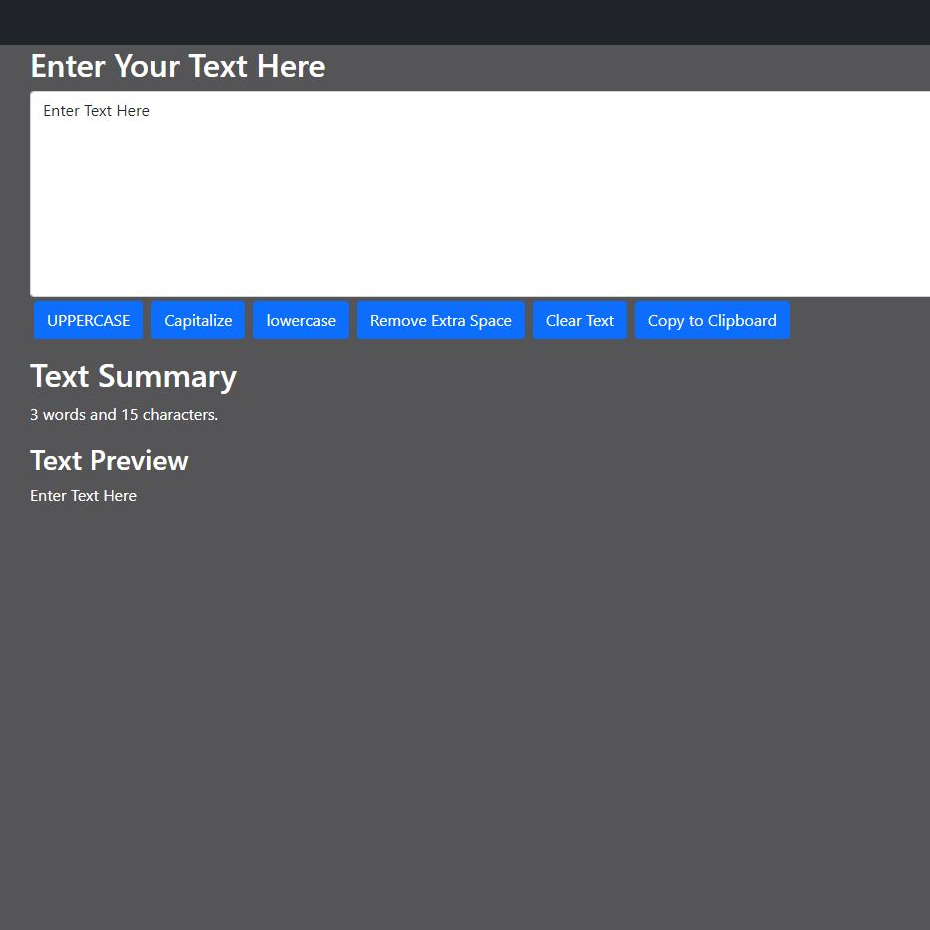 Enter Your Text Here
Enter Text Here
UPPERCASE Capitalize lowercase Remove Extra Space Clear Text Copy to Clipboard
Text Summary
3 words and 15 characters.
Text Preview
Enter Text Here